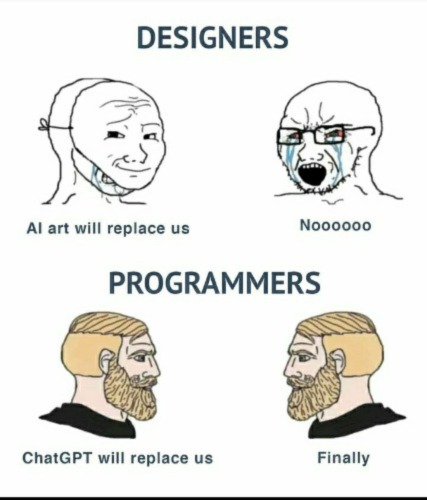 DESIGNERS
AI art will replace us
Noooooo
PROGRAMMERS
ChatGPT will replace us
Finally